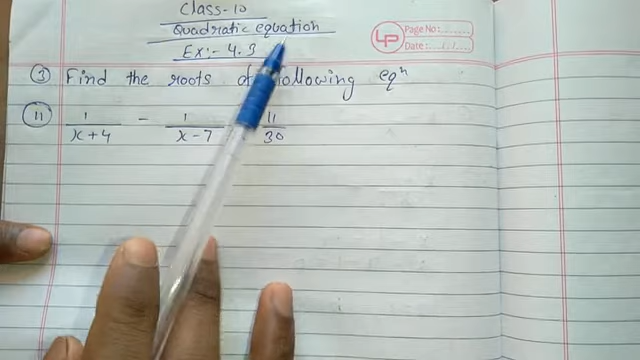 Class-10
Quadratic equation
Ex:- 4.3
LP
Page No:
Date: / /
③ Find the roots of following eqⁿ
ii 1/x+4 - 1/x-7 11/30